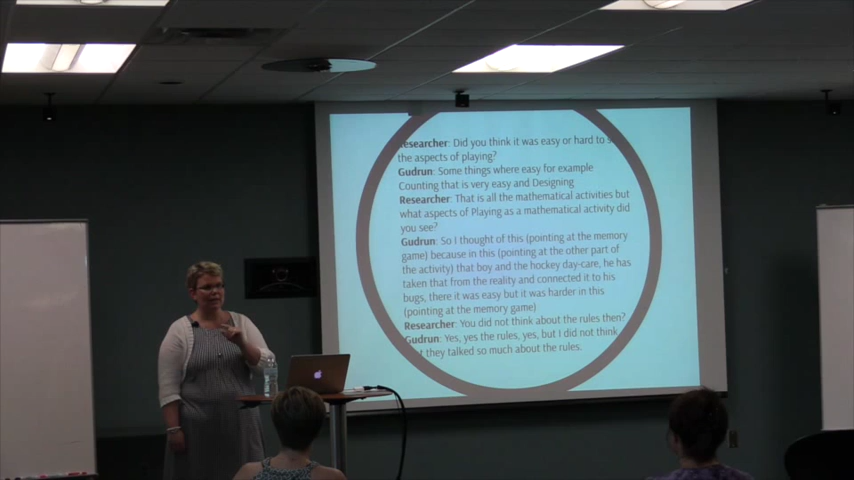 esearcher: Did you think it was easy or hard to s
the aspects of playing?
Gudrun: Some things where easy for example
Counting that is very easy and Designing
Researcher: That is all the mathematical activities but
what aspects of Playing as a mathematical activity did
you see?
Gudrun: So I thought of this (pointing at the memory
game) because in this (pointing at the other part of
the activity) that boy and the hockey day-care, he has
taken that from the reality and connected it to his
bugs, there it was easy but it was harder in this
(pointing at the memory game)
Researcher: You did not think about the rules then?
Gudrun: Yes, yes the rules, yes, but I did not think
t they talked so much about the rules.